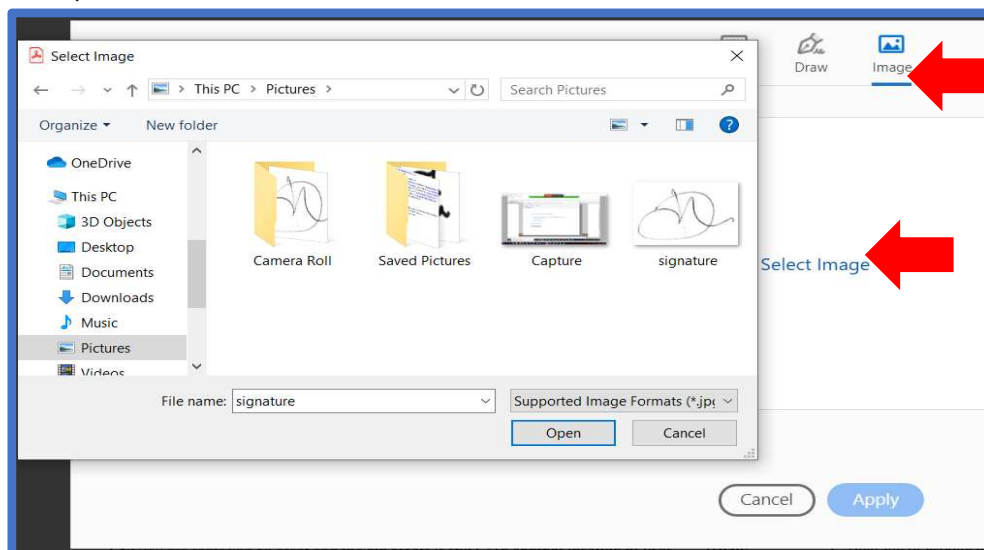 Select Image
Draw
Image
This PC > Pictures >
Search Pictures
Organize
New folder
OneDrive
This PC
3D Objects
Desktop
Documents
Downloads
Music
Pictures
Videos
Camera Roll
Saved Pictures
Capture
signature
Select Image
File name: signature
Supported Image Formats (*.jpg
Open
Cancel
Cancel
Apply